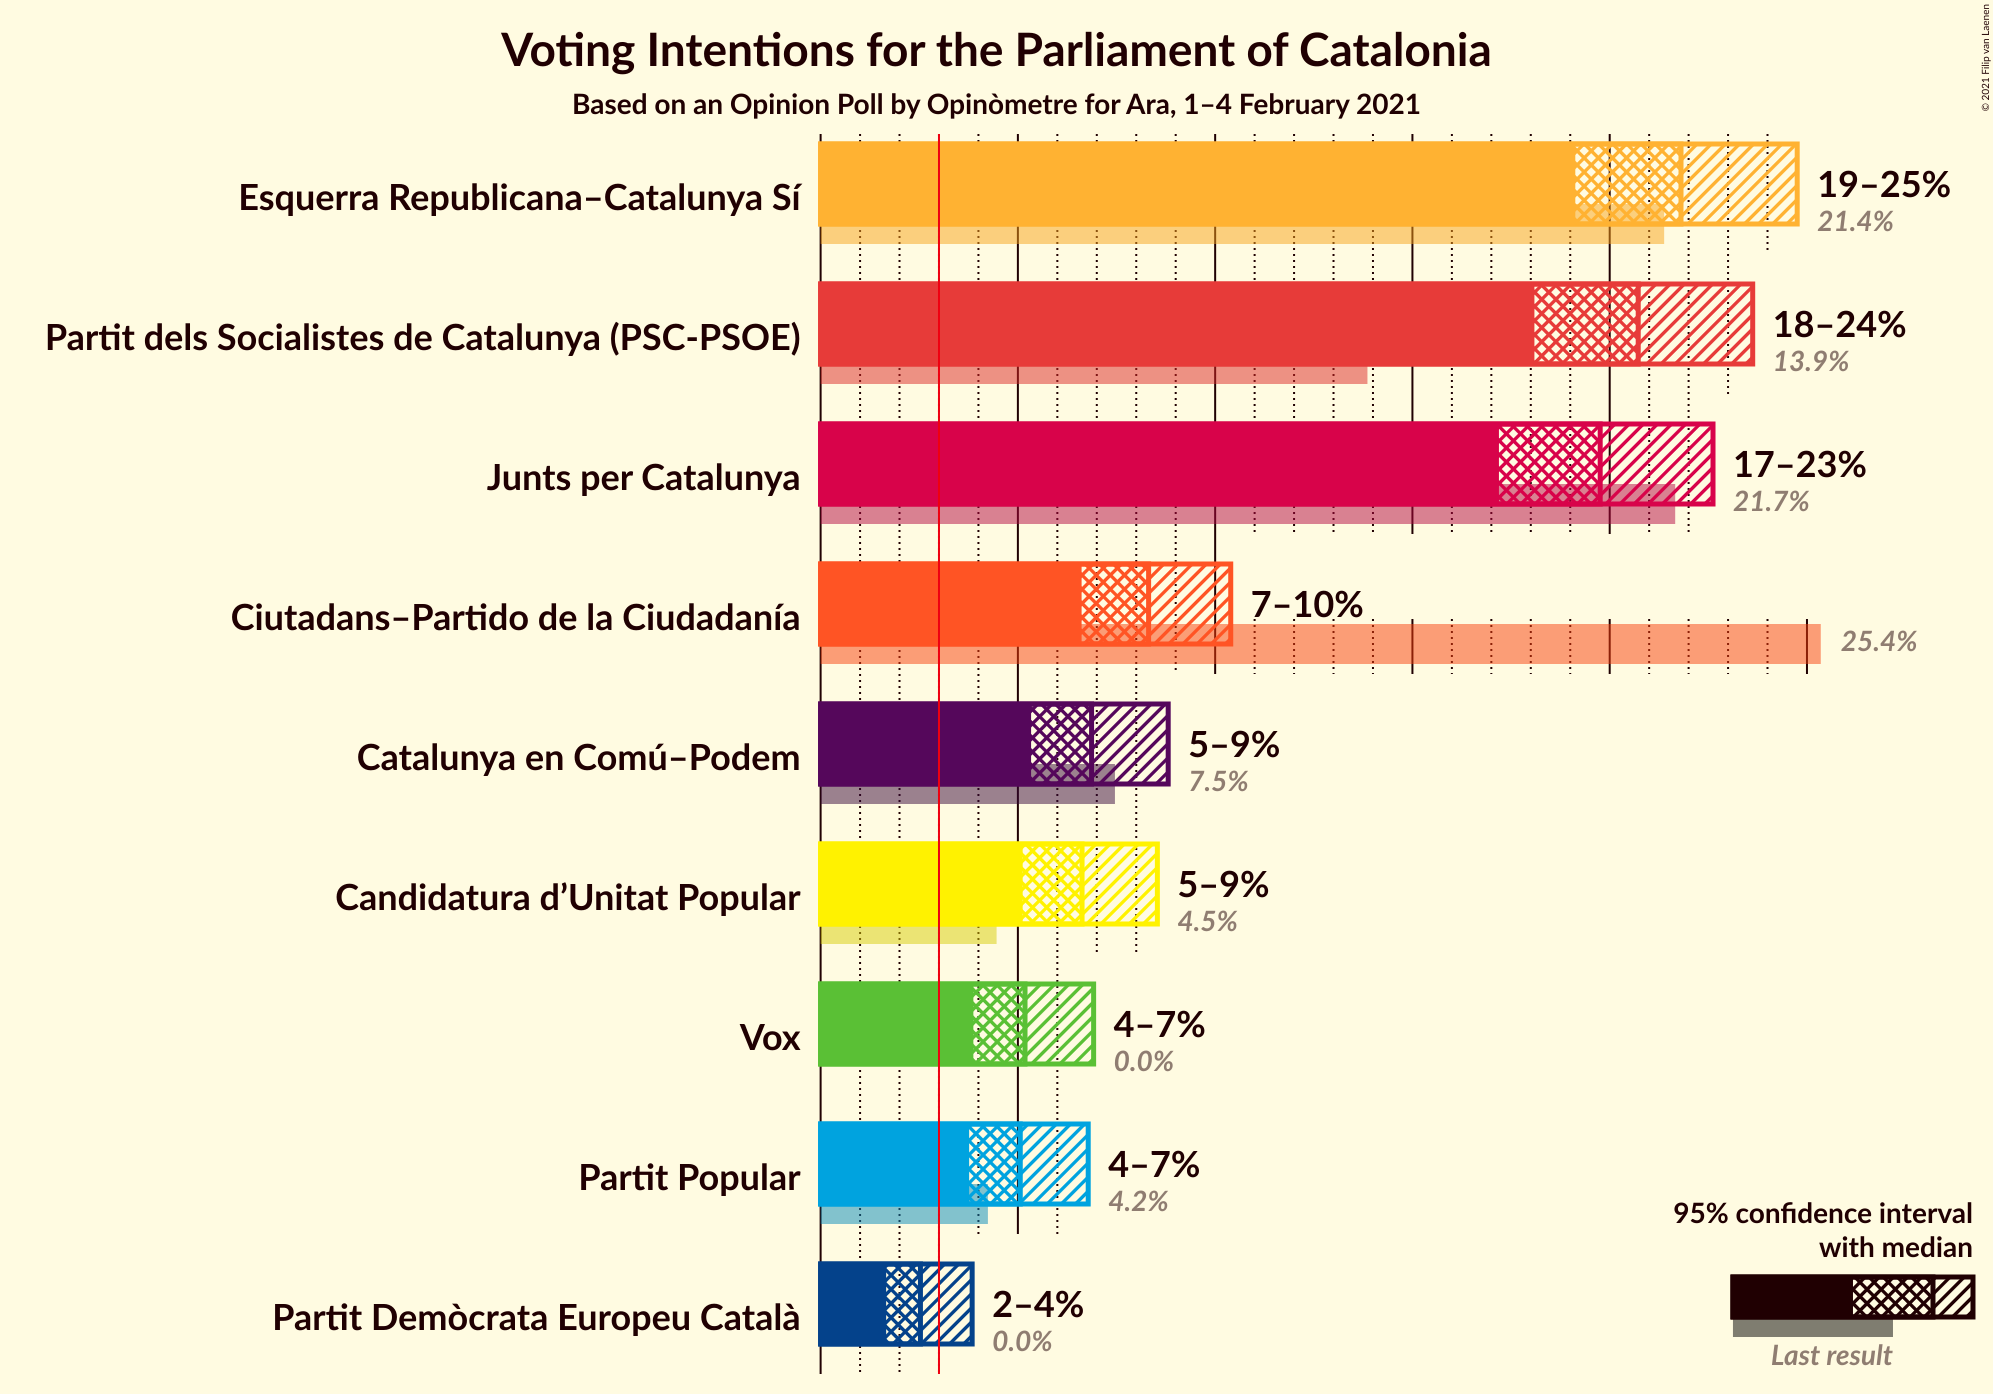 Voting Intentions for the Parliament of Catalonia
Based on an Opinion Poll by Opinòmetre for Ara, 1–4 February 2021
© 2021 Filip van Laenen
Esquerra Republicana–Catalunya Sí
19–25%
21.4%
Partit dels Socialistes de Catalunya (PSC-PSOE)
18–24%
13.9%
Junts per Catalunya
17–23%
21.7%
Ciutadans–Partido de la Ciudadanía
7–10%
25.4%
Catalunya en Comú–Podem
5–9%
7.5%
Candidatura d’Unitat Popular
5–9%
4.5%
Vox
4–7%
0.0%
Partit Popular
4–7%
4.2%
Partit Demòcrata Europeu Català
2–4%
0.0%
95% confidence interval
with median
Last result